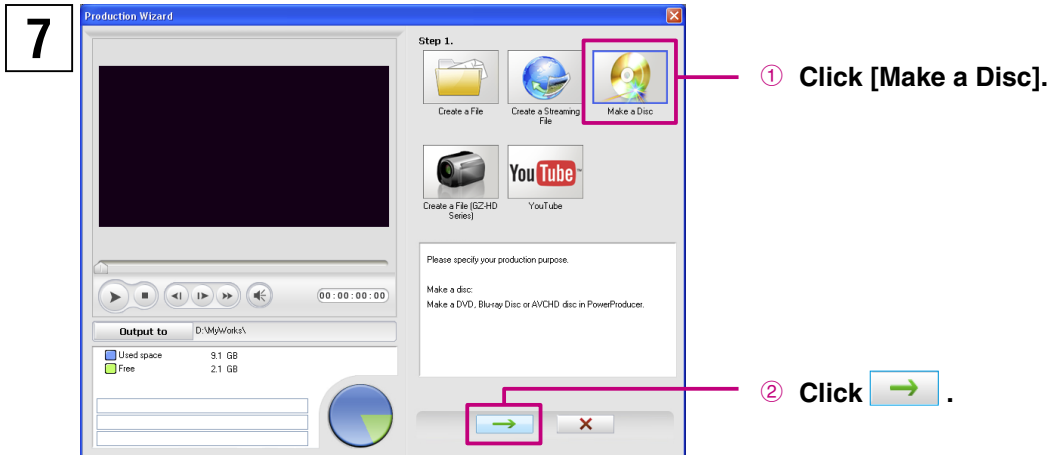 7
Production Wizard
Step 1.
Create a File
Create a Streaming
File
Make a Disc
Create a File (GZ-HD
Series)
You Tube
YouTube
Please specify your production purpose.
Make a disc:
Make a DVD, Blu-ray Disc or AVCHD disc in PowerProducer.
00:00:00:00
Output to D:\MyWorks\
Used space 9.1 GB
Free 2.1 GB
① Click [Make a Disc].
② Click → .